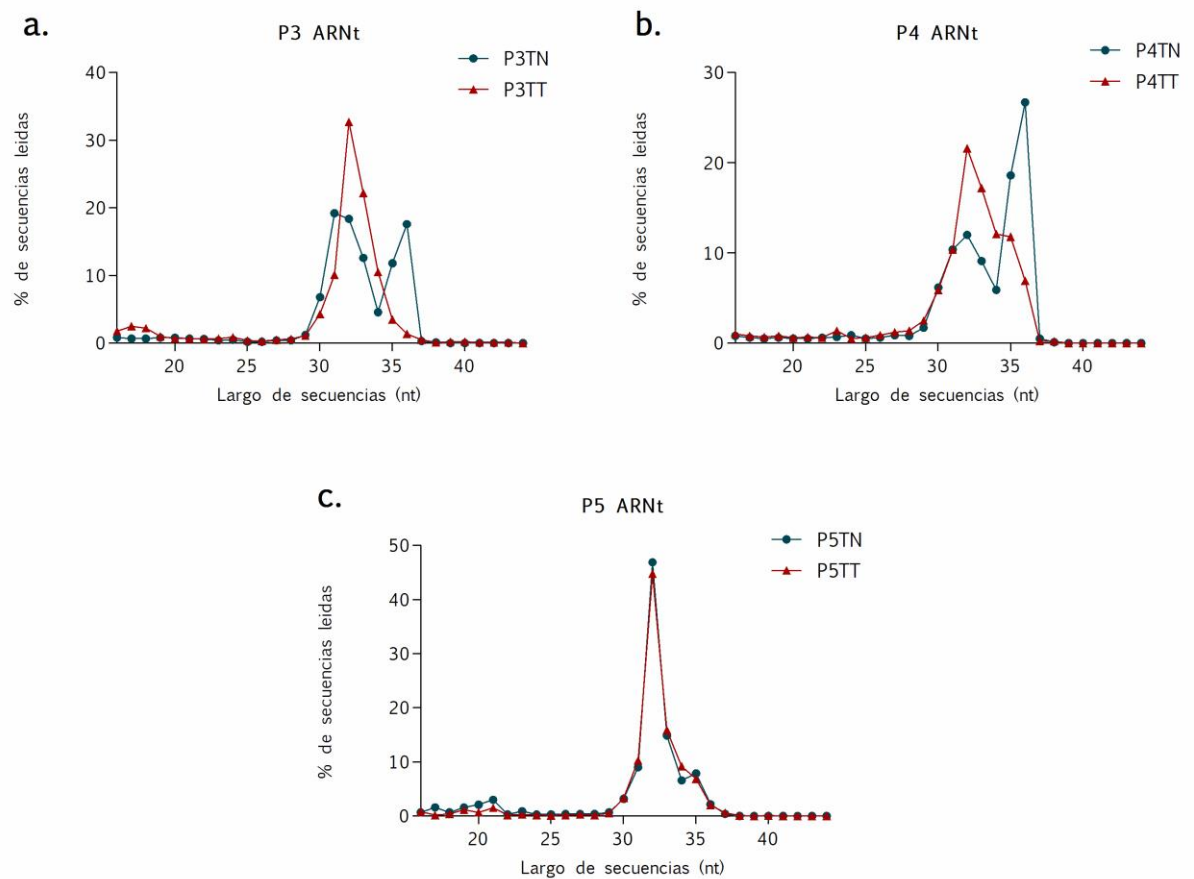 a.
P3 ARNt
P3TN
P3TT
% de secuencias leidas
40
30
20
10
0
20 25 30 35 40
Largo de secuencias (nt)
b.
P4 ARNt
P4TN
P4TT
% de secuencias leidas
30
20
10
0
20 25 30 35 40
Largo de secuencias (nt)
c.
P5 ARNt
P5TN
P5TT
% de secuencias leidas
50
40
30
20
10
0
20 25 30 35 40
Largo de secuencias (nt)